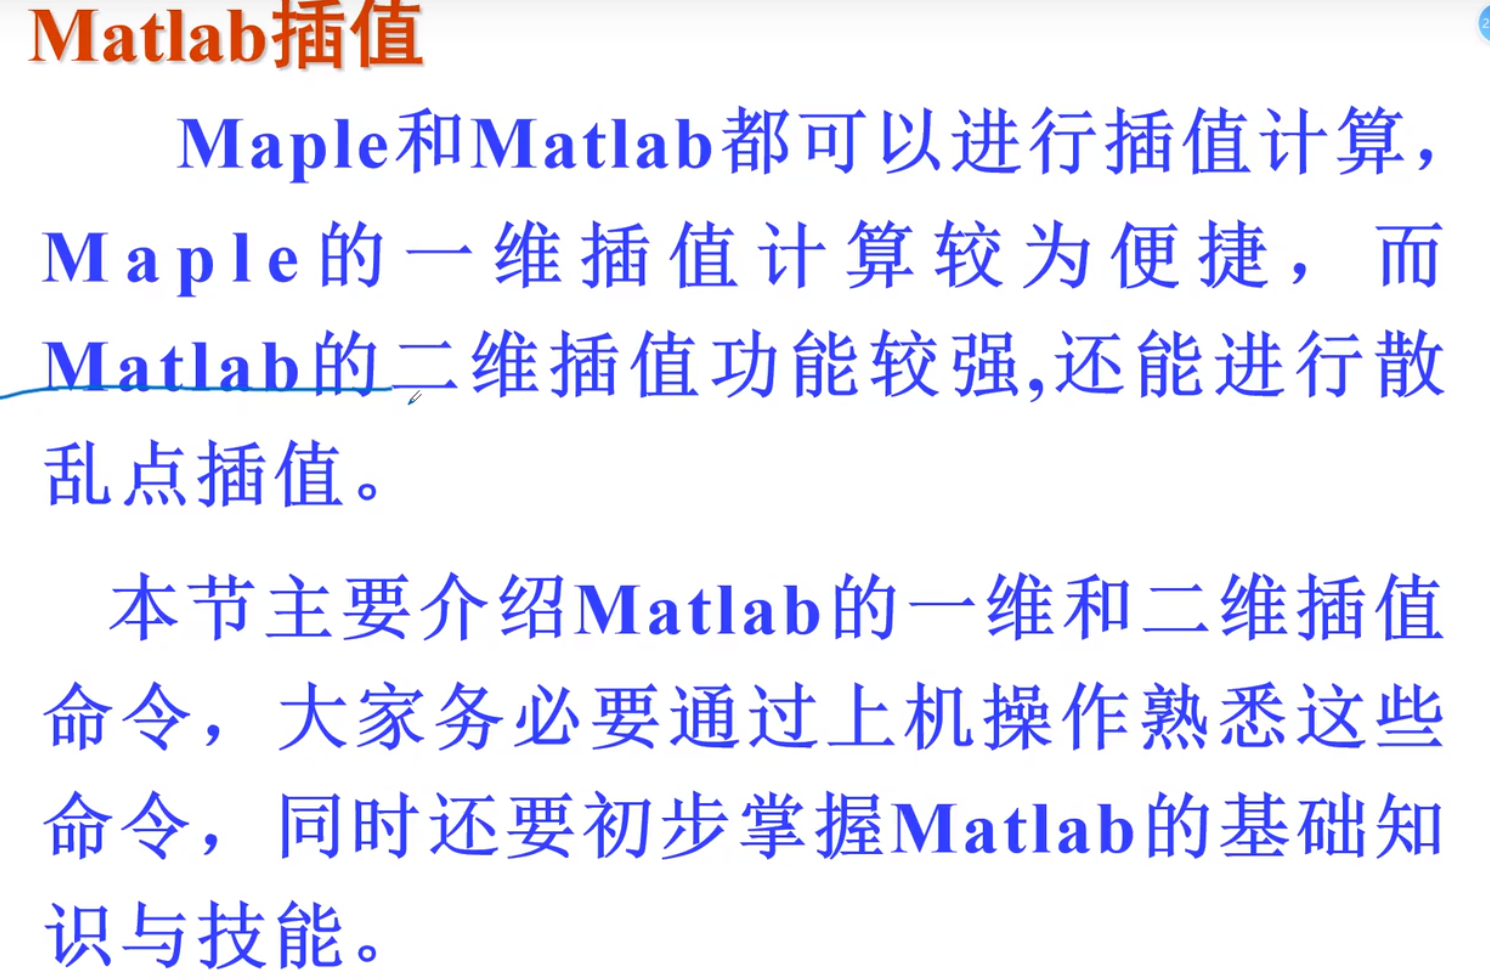 Matlab插值
Maple和Matlab都可以进行插值计算，
Maple的一维插值计算较为便捷，而
Matlab的二维插值功能较强,还能进行散
乱点插值。
本节主要介绍Matlab的一维和二维插值
命令，大家务必要通过上机操作熟悉这些
命令，同时还要初步掌握Matlab的基础知
识与技能。